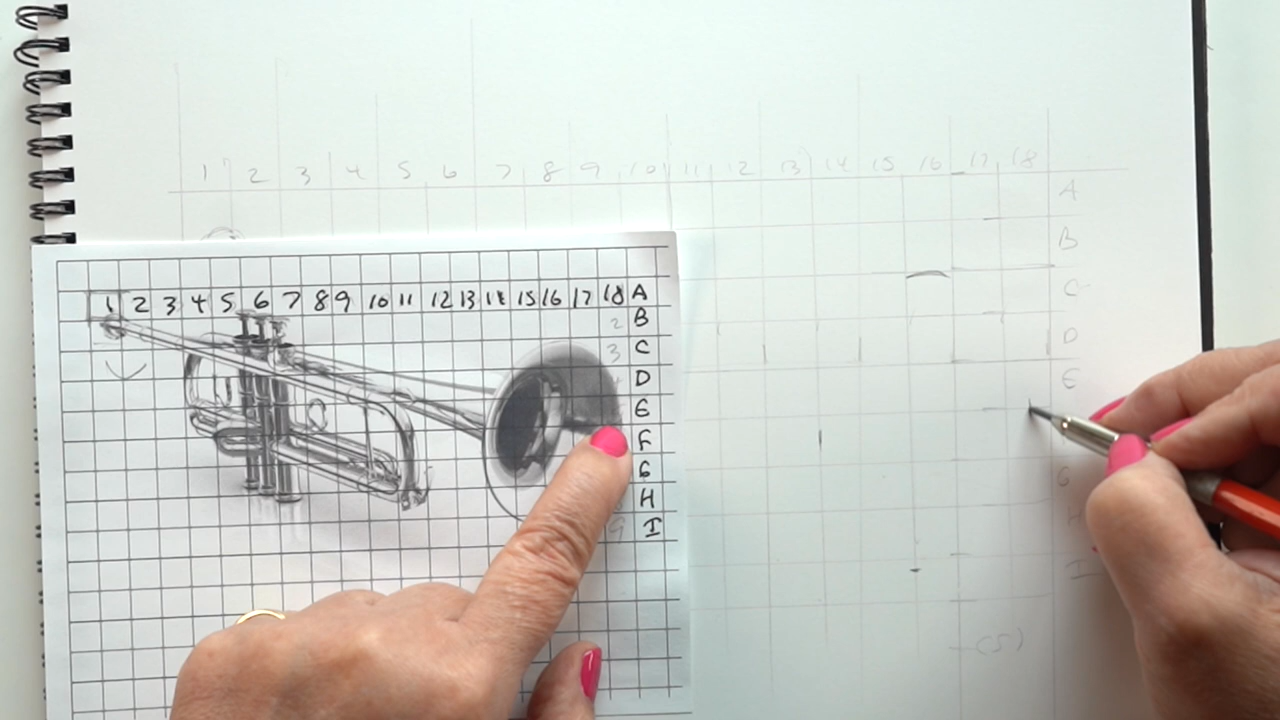 1 2 3 4 5 6 7 8 9 10 11 12 13 14 15 16 17 18
A
B
C
D
E
G
H
I
(5)
1 2 3 4 5 6 7 8 9 10 11 12 13 14 15 16 17 18 A
2 B
3 C
D
E
F
G
H
9 I